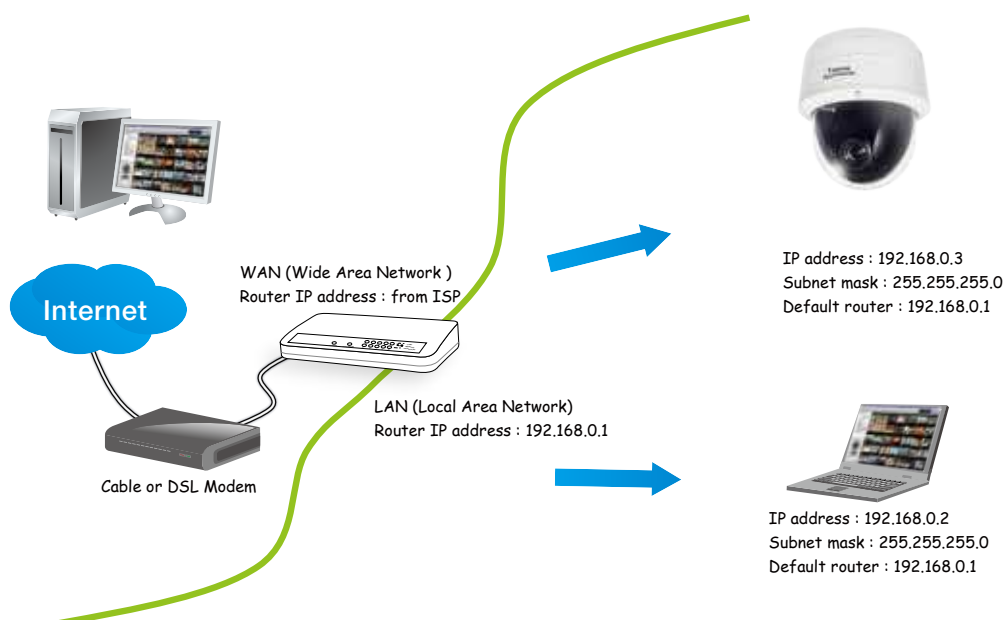 WAN (Wide Area Network )
Router IP address : from ISP
Internet
LAN (Local Area Network)
Router IP address : 192.168.0.1
Cable or DSL Modem
IP address : 192.168.0.3
Subnet mask : 255.255.255.0
Default router : 192.168.0.1
IP address : 192.168.0.2
Subnet mask : 255.255.255.0
Default router : 192.168.0.1